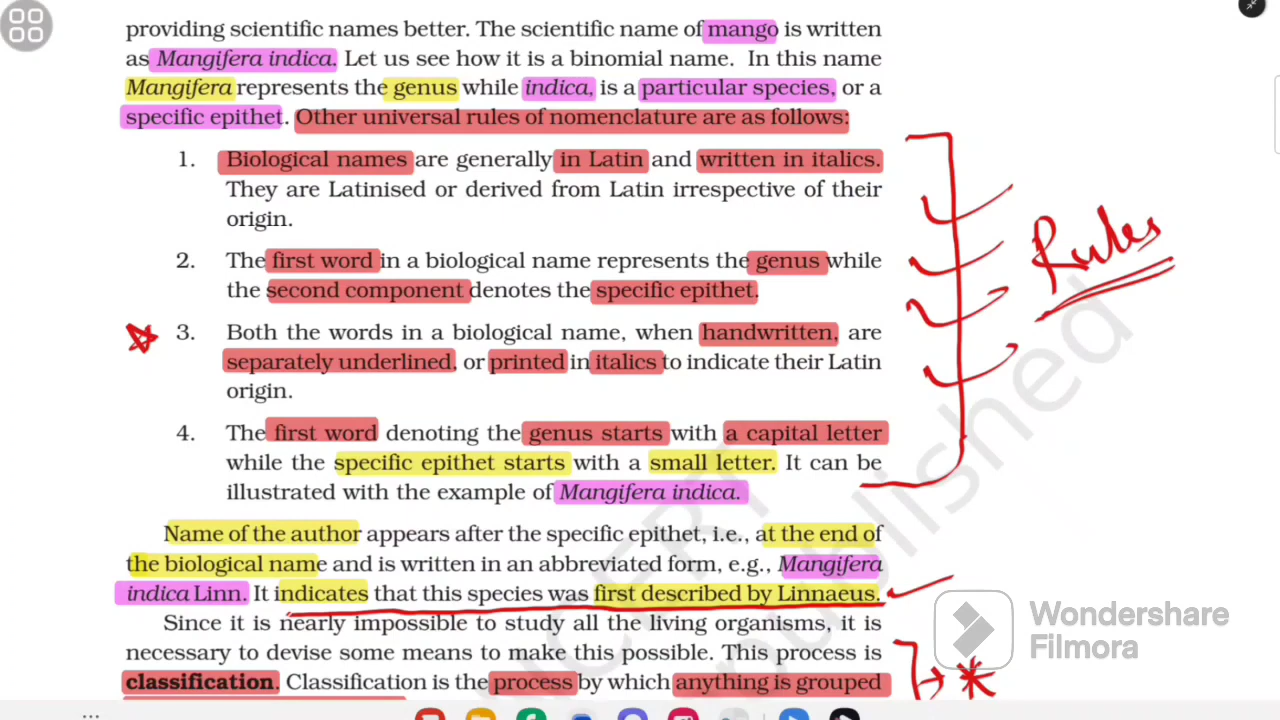 providing scientific names better. The scientific name of mango is written
as Mangifera indica. Let us see how it is a binomial name. In this name
Mangifera represents the genus while indica, is a particular species, or a
specific epithet. Other universal rules of nomenclature are as follows:
1. Biological names are generally in Latin and written in italics.
They are Latinised or derived from Latin irrespective of their
origin.
2. The first word in a biological name represents the genus while
the second component denotes the specific epithet.
3. Both the words in a biological name, when handwritten, are
separately underlined, or printed in italics to indicate their Latin
origin.
4. The first word denoting the genus starts with a capital letter
while the specific epithet starts with a small letter. It can be
illustrated with the example of Mangifera indica.
Rules
Name of the author appears after the specific epithet, i.e., at the end of
the biological name and is written in an abbreviated form, e.g., Mangifera
indica Linn. It indicates that this species was first described by Linnaeus.
Since it is nearly impossible to study all the living organisms, it is
necessary to devise some means to make this possible. This process is
classification. Classification is the process by which anything is grouped
Wondershare
Filmora
NCERT
published